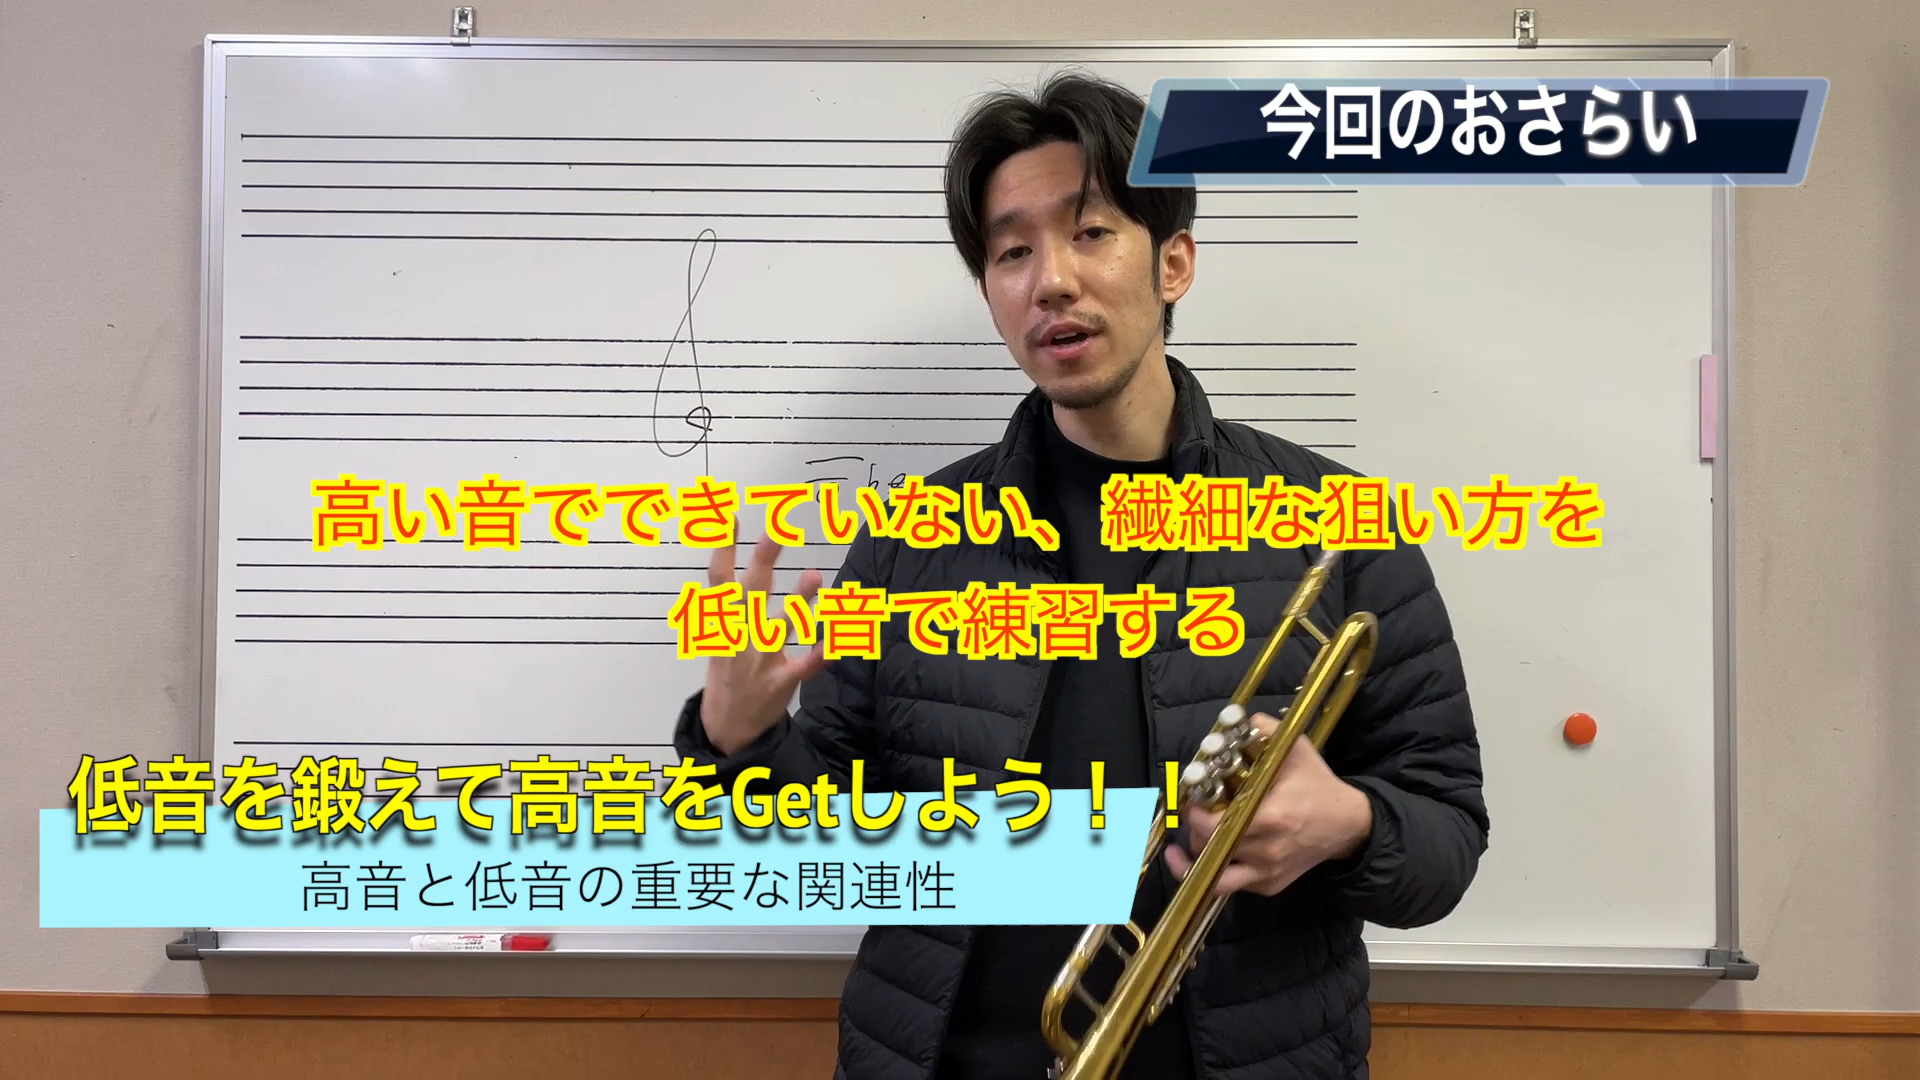 今回のおさらい
高い音でできていない、繊細な狙い方を
低い音で練習する
低音を鍛えて高音をGetしよう！！
高音と低音の重要な関連性